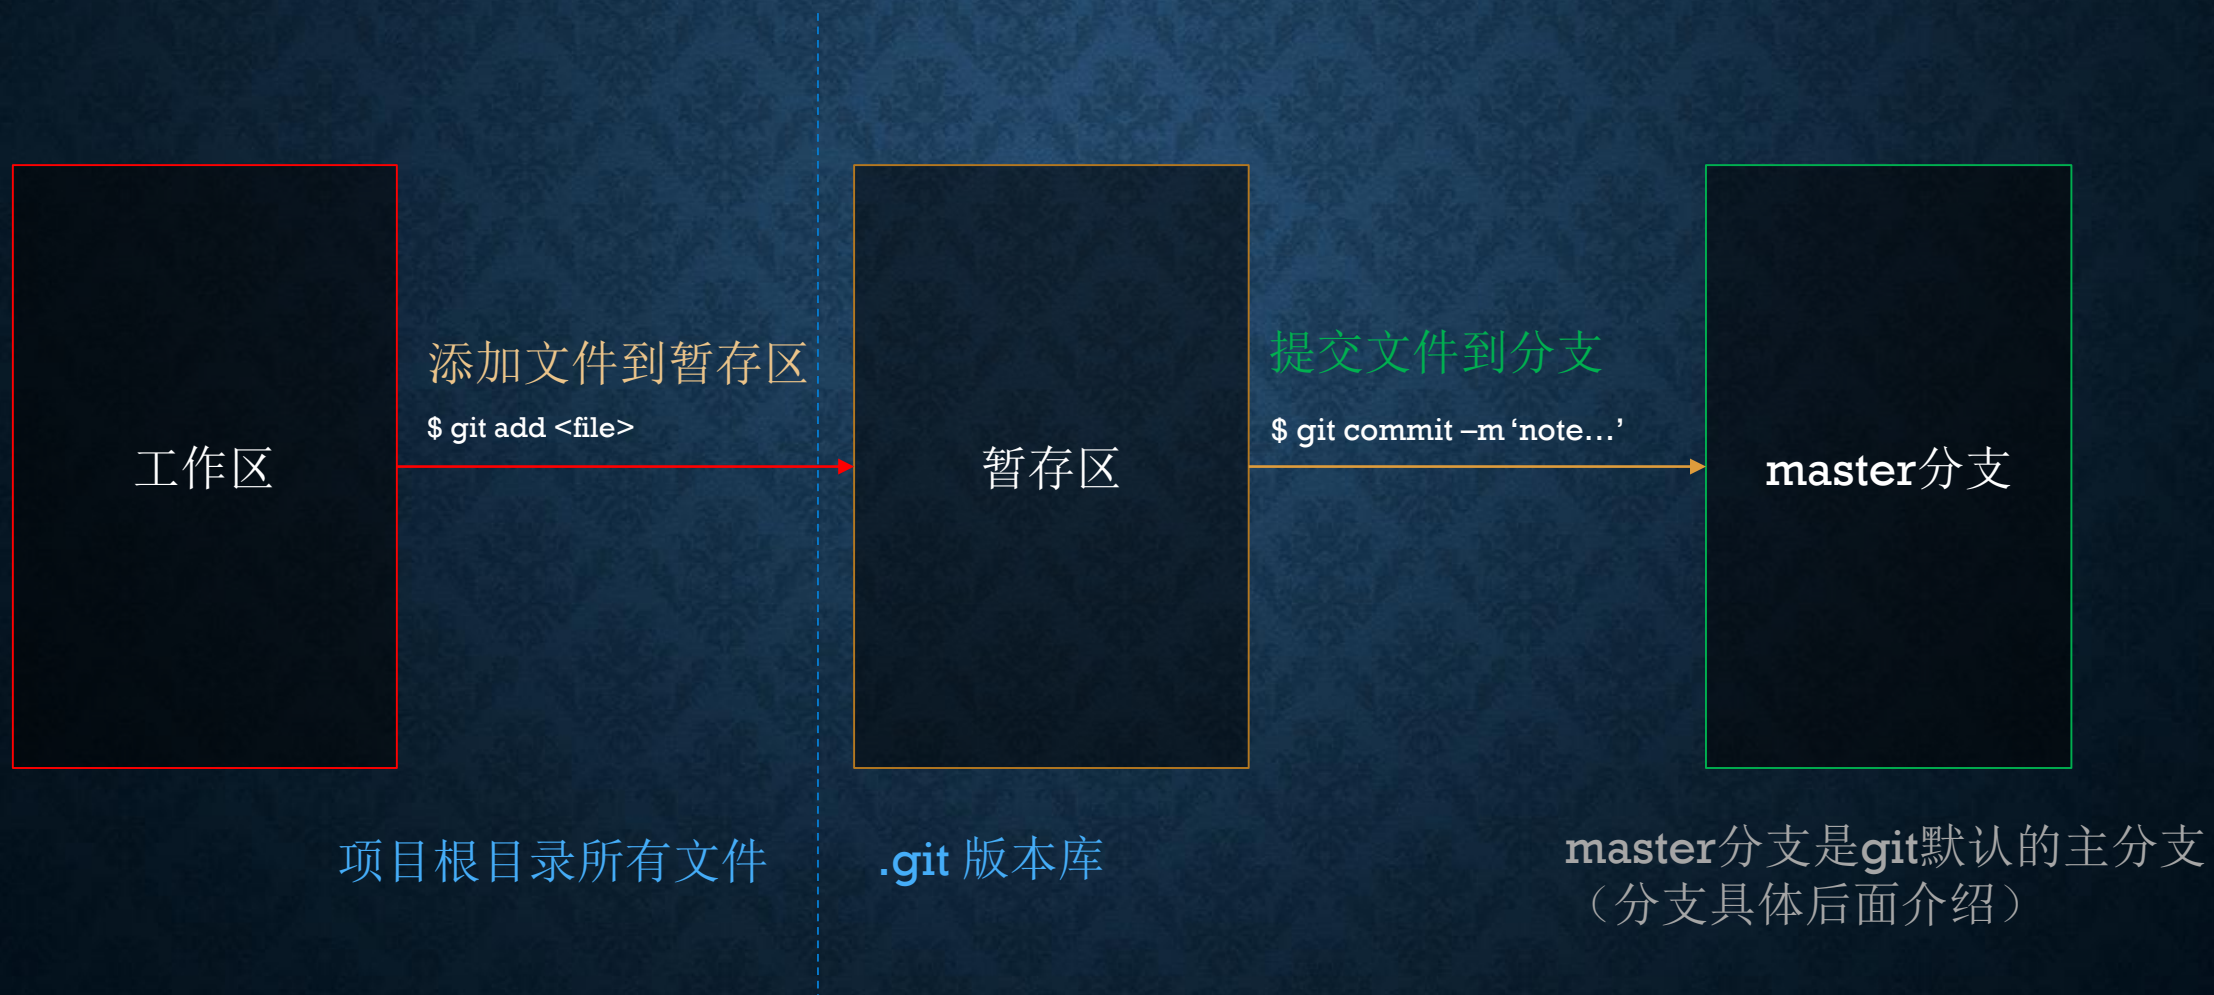 添加文件到暂存区
提交文件到分支
$ git add <file>
$ git commit –m ‘note…’
工作区
暂存区
master分支
项目根目录所有文件
.git 版本库
master分支是git默认的主分支
（分支具体后面介绍）